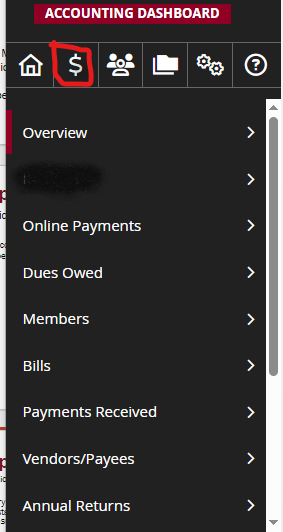 ACCOUNTING DASHBOARD
$
?
Overview
Online Payments
Dues Owed
Members
Bills
Payments Received
Vendors/Payees
Annual Returns